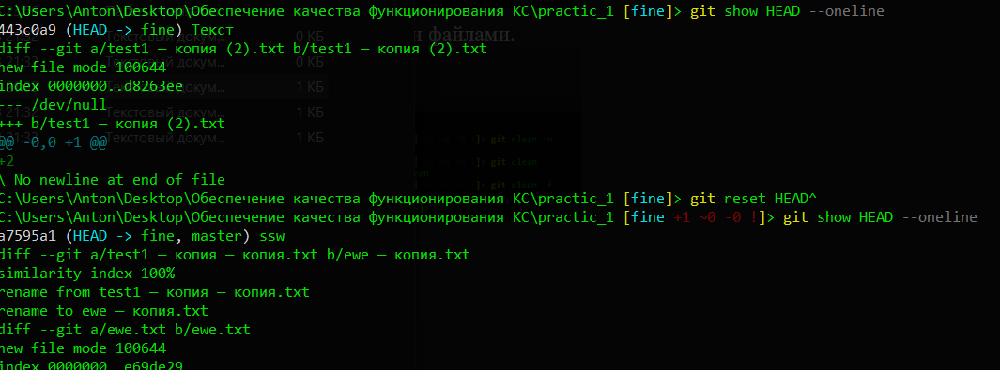 C:\Users\Anton\Desktop\Обеспечение качества функционирования КС\practic_1 [fine]> git show HEAD --oneline
443c0a9 (HEAD -> fine) Текст
diff --git a/test1 — копия (2).txt b/test1 — копия (2).txt
new file mode 100644
index 0000000..d8263ee
--- /dev/null
+++ b/test1 — копия (2).txt
@@ -0,0 +1 @@
+2
\ No newline at end of file
C:\Users\Anton\Desktop\Обеспечение качества функционирования КС\practic_1 [fine]> git reset HEAD^
C:\Users\Anton\Desktop\Обеспечение качества функционирования КС\practic_1 [fine +1 ~0 -0 !]> git show HEAD --oneline
a7595a1 (HEAD -> fine, master) ssw
diff --git a/test1 — копия — копия.txt b/ewe — копия.txt
similarity index 100%
rename from test1 — копия — копия.txt
rename to ewe — копия.txt
diff --git a/ewe.txt b/ewe.txt
new file mode 100644
index 0000000..e69de29